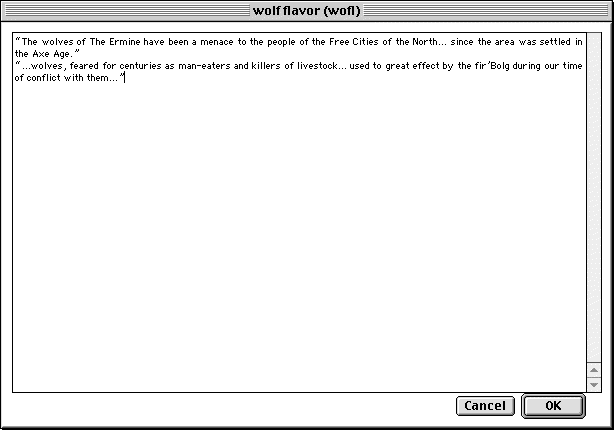 wolf flavor (wofl)
“The wolves of The Ermine have been a menace to the people of the Free Cities of the North... since the area was settled in
the Axe Age.”
“...wolves, feared for centuries as man-eaters and killers of livestock... used to great effect by the fir'Bolg during our time
of conflict with them...”
Cancel OK